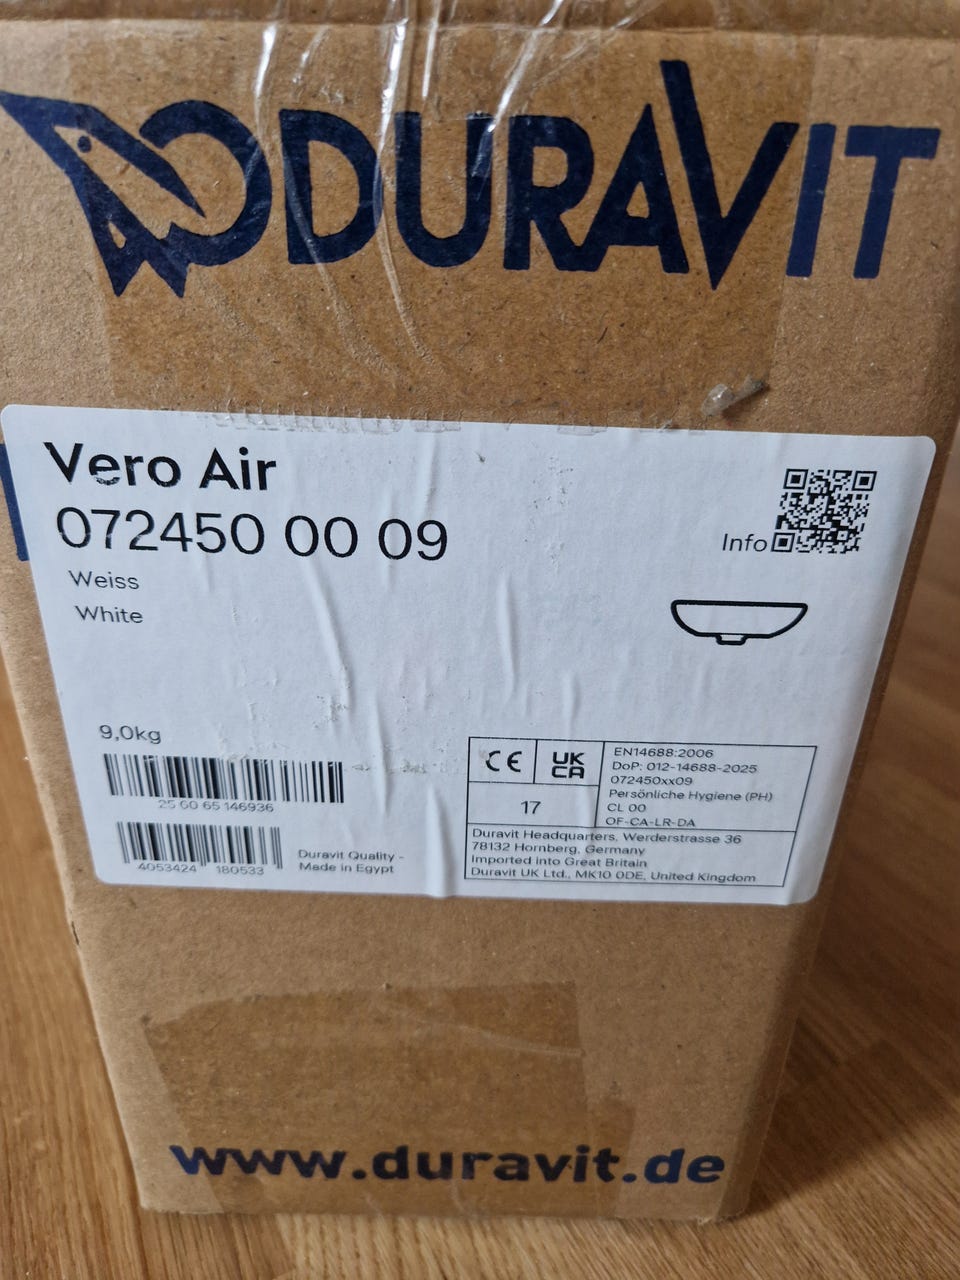 DURAVIT
Vero Air
072450 00 09
Weiss
White
Info
9,0kg
25 60 65 146936
4053424 180533
Duravit Quality -
Made in Egypt
CE
UK
CA
17
EN14688:2006
DoP: 012-14688-2025
072450xx09
Persönliche Hygiene (PH)
CL 00
OF-CA-LR-DA
Duravit Headquarters, Werderstrasse 36
78132 Hornberg, Germany
Imported into Great Britain
Duravit UK Ltd., MK10 0DE, United Kingdom
www.duravit.de